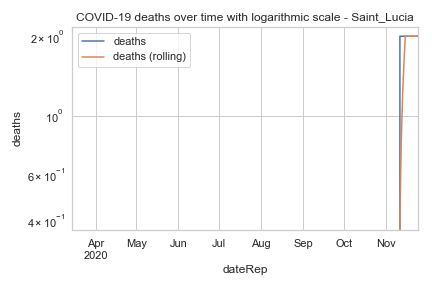 COVID-19 deaths over time with logarithmic scale - Saint_Lucia
deaths
deaths (rolling)
2 × 10⁰
10⁰
6 × 10⁻¹
4 × 10⁻¹
deaths
Apr May Jun Jul Aug Sep Oct Nov
2020
dateRep